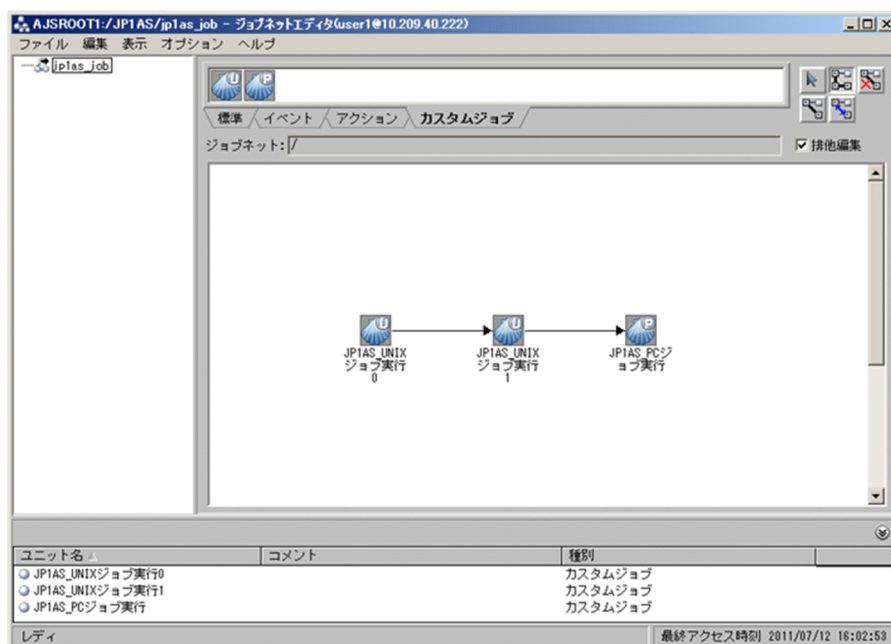 AJSROOT1:/JP1AS/jp1as_job - ジョブネットエディタ(user1@10.209.40.222)
ファイル 編集 表示 オプション ヘルプ
jp1as_job
U P
標準 イベント アクション カスタムジョブ
ジョブネット: /
排他編集
U U P
JP1AS_UNIX
ジョブ実行
0
JP1AS_UNIX
ジョブ実行
1
JP1AS_PCジ
ョブ実行
ユニット名 コメント 種別
JP1AS_UNIXジョブ実行0 カスタムジョブ
JP1AS_UNIXジョブ実行1 カスタムジョブ
JP1AS_PCジョブ実行 カスタムジョブ
レディ 最終アクセス時刻 2011/07/12 16:02:53